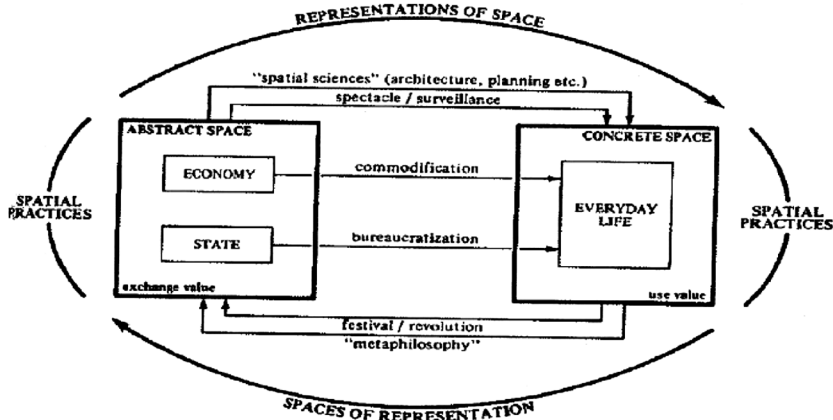 REPRESENTATIONS OF SPACE
"spatial sciences" (architecture, planning etc.)
spectacle / surveillance
ABSTRACT SPACE
CONCRETE SPACE
ECONOMY
commodification
EVERYDAY
LIFE
SPATIAL
PRACTICES
SPATIAL
PRACTICES
STATE
bureaucratization
exchange value
use value
festival / revolution
"metaphilosophy"
SPACES OF REPRESENTATION